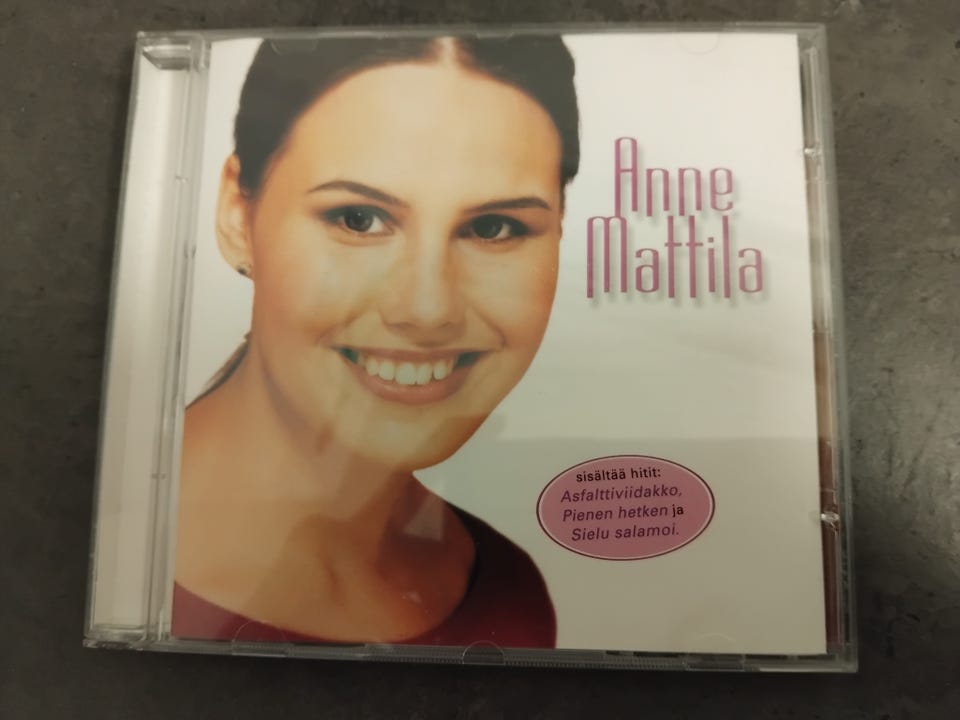 Anne
Mattila
sisältää hitit:
Asfalttiviidakko,
Pienen hetken ja
Sielu salamoi.